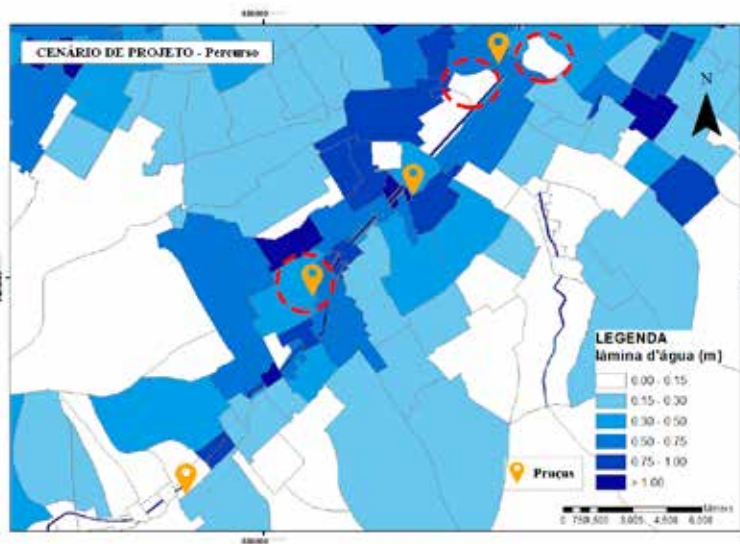 CENÁRIO DE PROJETO - Percurso
N
LEGENDA
lâmina d'água (m)
0.00 - 0.15
0.15 - 0.30
0.30 - 0.50
0.50 - 0.75
0.75 - 1.00
> 1.00
Praças